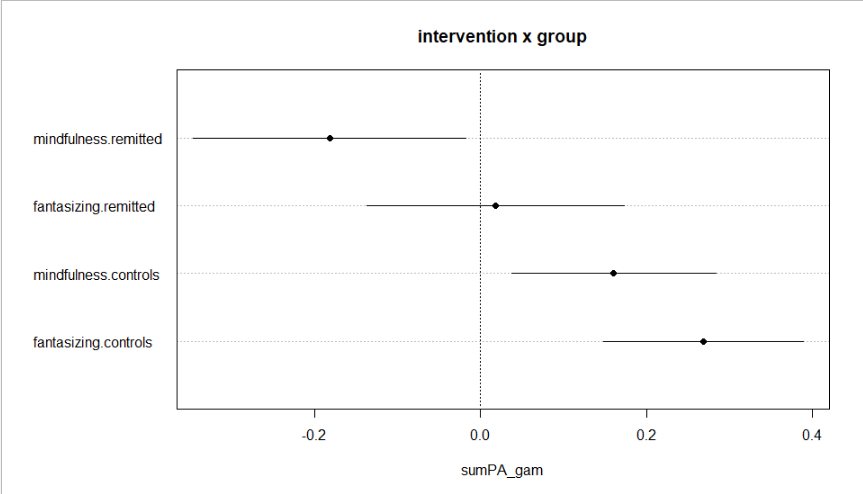 intervention x group
mindfulness.remitted
fantasizing.remitted
mindfulness.controls
fantasizing.controls
-0.2 0.0 0.2 0.4
sumPA_gam